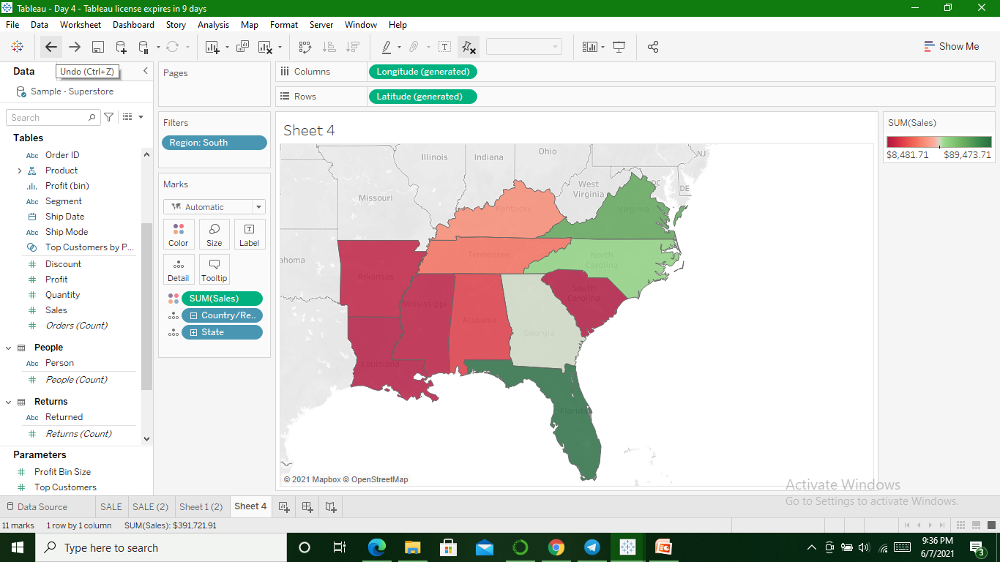 Tableau - Day 4 - Tableau license expires in 9 days
File Data Worksheet Dashboard Story Analysis Map Format Server Window Help
Show Me
Data
Undo (Ctrl+Z)
Sample - Superstore
Search
Tables
Abc Order ID
Product
Profit (bin)
Abc Segment
Ship Date
Abc Ship Mode
Top Customers by P...
# Discount
# Profit
# Quantity
# Sales
# Orders (Count)
People
Abc Person
# People (Count)
Returns
Abc Returned
# Returns (Count)
Parameters
# Profit Bin Size
# Top Customers
Pages
Filters
Region: South
Marks
Automatic
Color Size Label
Detail Tooltip
SUM(Sales)
Country/Re..
State
Columns Longitude (generated)
Rows Latitude (generated)
Sheet 4
Illinois Indiana Ohio NJ
Missouri West Virginia DC DE
Kentucky Virginia
ahoma Tennessee North Carolina
Arkansas South Carolina
Mississippi Alabama Georgia
Louisiana
Florida
© 2021 Mapbox © OpenStreetMap
SUM(Sales)
$8,481.71 $89,473.71
Activate Windows
Go to Settings to activate Windows.
Data Source SALE SALE (2) Sheet 1 (2) Sheet 4
11 marks 1 row by 1 column SUM(Sales): $391,721.91
Type here to search
9:36 PM
6/7/2021
3